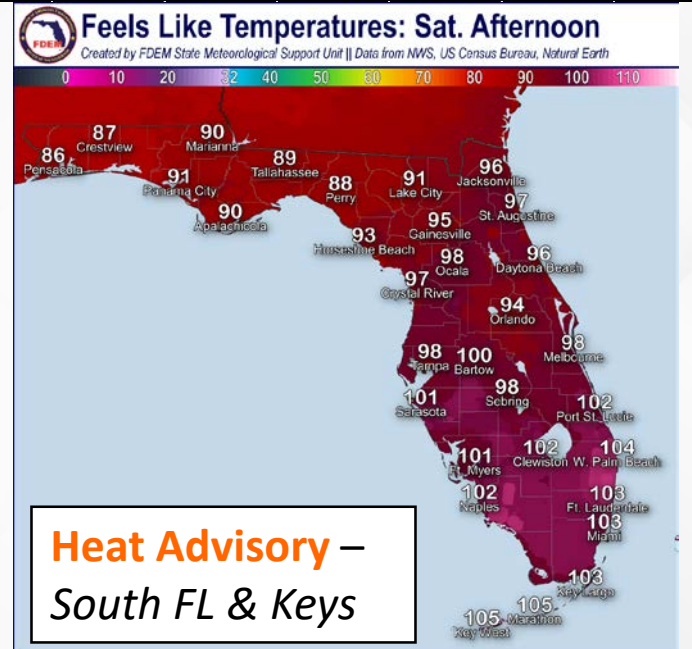 FDEM
Feels Like Temperatures: Sat. Afternoon
Created by FDEM State Meteorological Support Unit || Data from NWS, US Census Bureau, Natural Earth
0 10 20 32 40 50 60 70 80 90 100 110
87
Crestview
90
Marianna
86
Pensacola
89
Tallahassee
91
Panama City
88
Perry
91
Lake City
96
Jacksonville
90
Apalachicola
97
St. Augustine
93
Horseshoe Beach
95
Gainesville
98
Ocala
96
Daytona Beach
97
Crystal River
94
Orlando
98
Melbourne
98
Tampa
100
Bartow
101
Sarasota
98
Sebring
102
Port St. Lucie
101
Ft. Myers
102
Clewiston
104
W. Palm Beach
102
Naples
103
Ft. Lauderdale
103
Miami
103
Key Largo
105
Marathon
105
Key West
Heat Advisory –
South FL & Keys